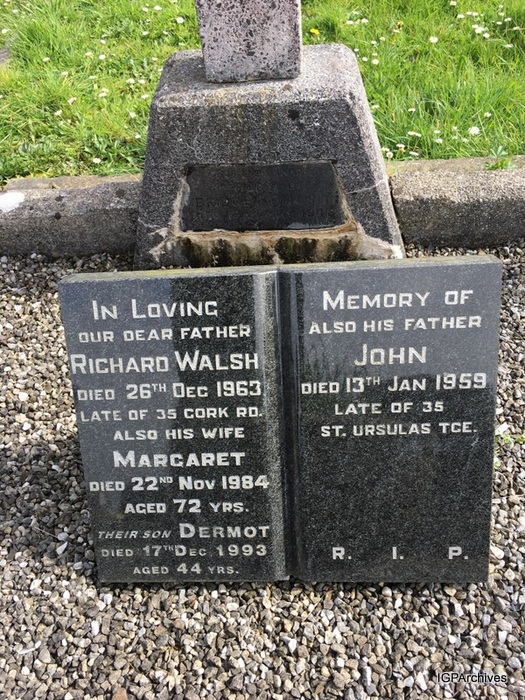 In Loving
our dear father
Richard Walsh
died 26th Dec 1963
late of 35 Cork Rd.
also his wife
Margaret
died 22nd Nov 1984
aged 72 yrs.
their son Dermot
died 17th Dec 1993
aged 44 yrs.
Memory of
also his father
John
died 13th Jan 1959
late of 35
St. Ursulas Tce.
R. I. P.
IGPArchives